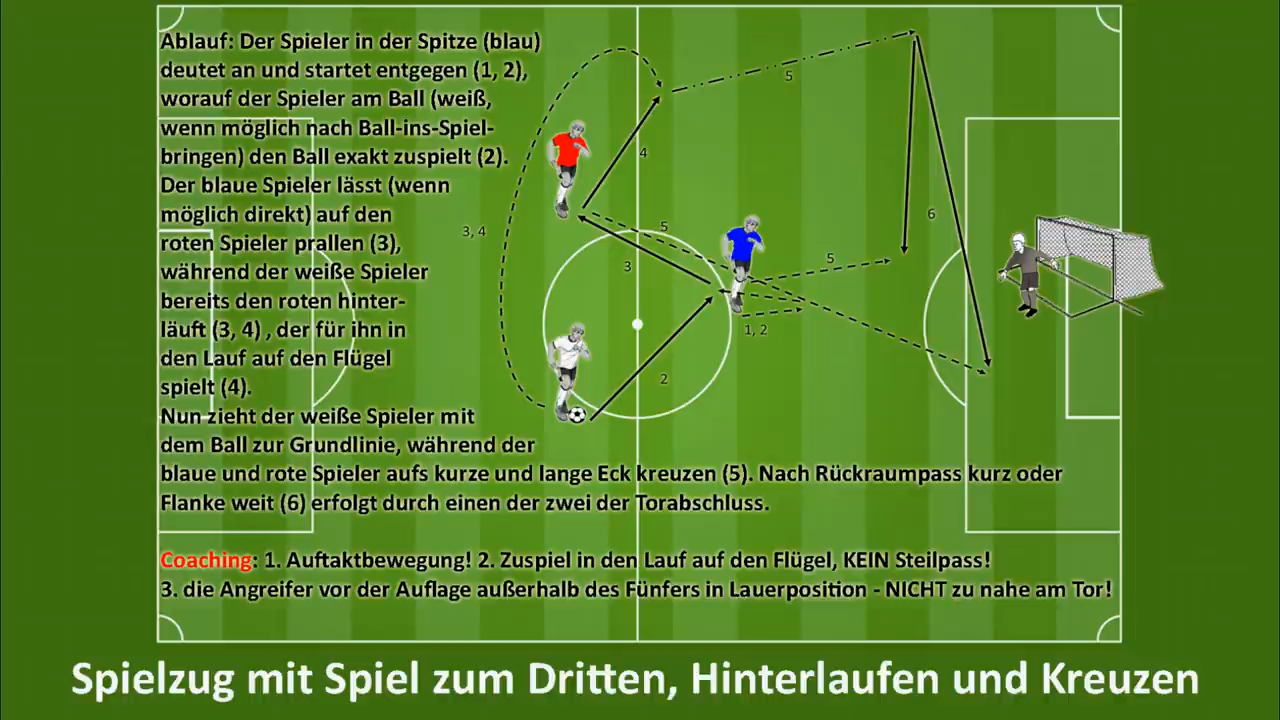 Ablauf: Der Spieler in der Spitze (blau)
deutet an und startet entgegen (1, 2),
worauf der Spieler am Ball (weiß,
wenn möglich nach Ball-ins-Spiel-
bringen) den Ball exakt zuspielt (2).
Der blaue Spieler lässt (wenn
möglich direkt) auf den
roten Spieler prallen (3),
während der weiße Spieler
bereits den roten hinter-
läuft (3, 4) , der für ihn in
den Lauf auf den Flügel
spielt (4).
Nun zieht der weiße Spieler mit
dem Ball zur Grundlinie, während der
blaue und rote Spieler aufs kurze und lange Eck kreuzen (5). Nach Rückraumpass kurz oder
Flanke weit (6) erfolgt durch einen der zwei der Torabschluss.
Coaching: 1. Auftaktbewegung! 2. Zuspiel in den Lauf auf den Flügel, KEIN Steilpass!
3. die Angreifer vor der Auflage außerhalb des Fünfers in Lauerposition - NICHT zu nahe am Tor!
5
4
6
3, 4
5
5
3
1, 2
2
Spielzug mit Spiel zum Dritten, Hinterlaufen und Kreuzen